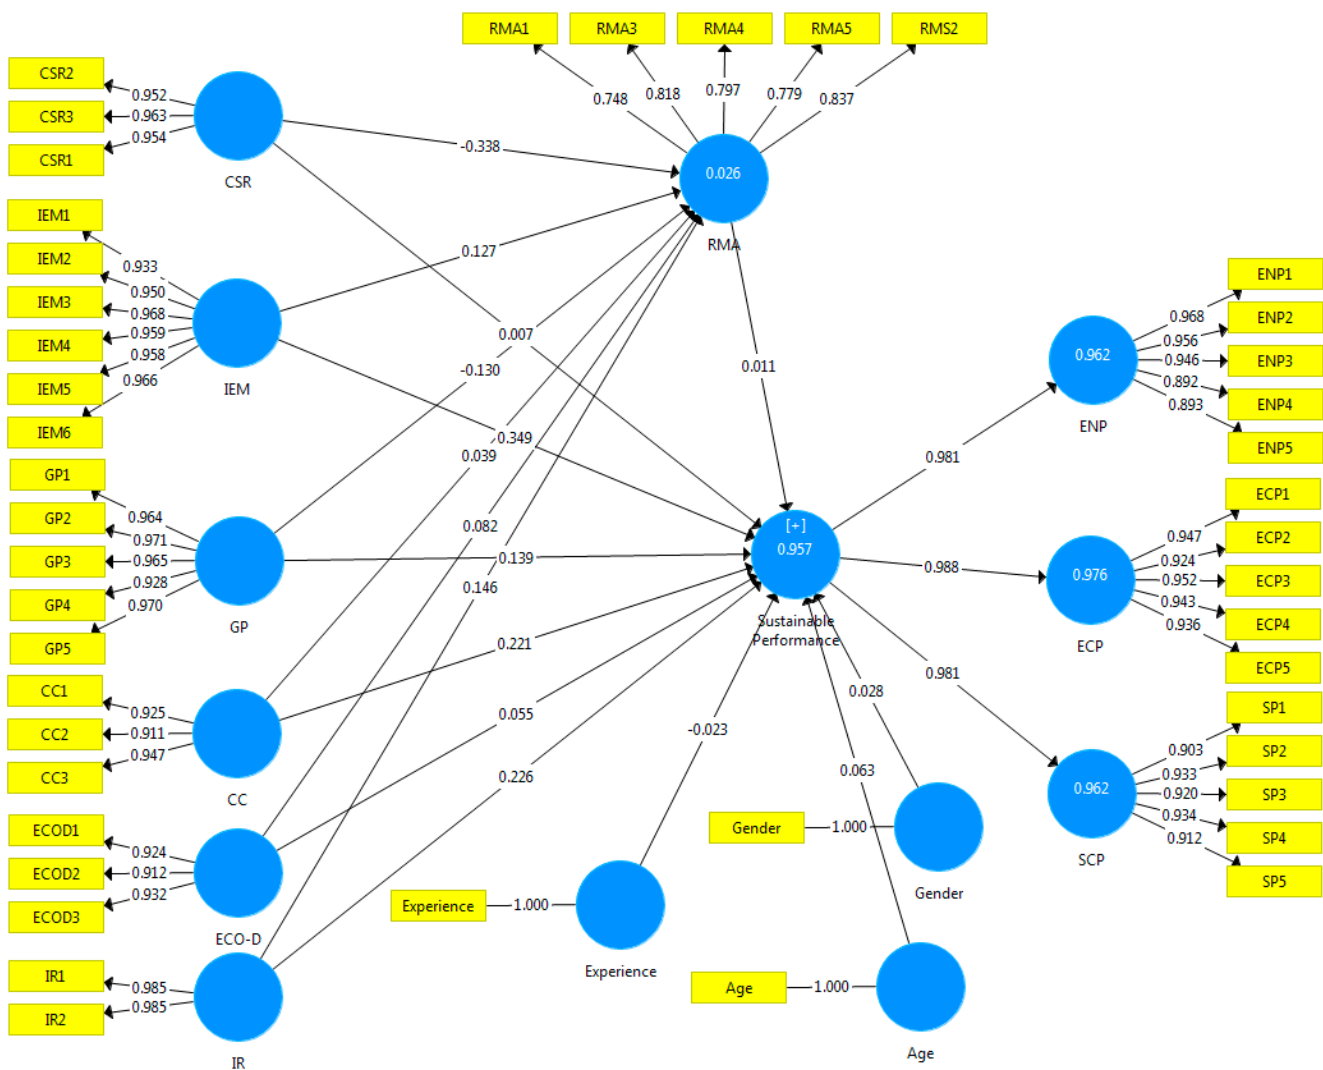 RMA1
RMA3
RMA4
RMA5
RMS2
0.748
0.818
0.797
0.779
0.837
CSR2
CSR3
CSR1
0.952
0.963
0.954
CSR
-0.338
0.026
RMA
IEM1
IEM2
IEM3
IEM4
IEM5
IEM6
0.933
0.950
0.968
0.959
0.958
0.966
IEM
0.127
0.007
-0.130
0.011
0.349
0.039
0.082
0.139
0.146
GP1
GP2
GP3
GP4
GP5
0.964
0.971
0.965
0.928
0.970
GP
[+]
0.957
Sustainable
Performance
0.221
0.055
0.226
-0.023
0.028
0.063
CC1
CC2
CC3
0.925
0.911
0.947
CC
ECOD1
ECOD2
ECOD3
0.924
0.912
0.932
ECO-D
IR1
IR2
0.985
0.985
IR
Experience
1.000
Experience
Gender
1.000
Gender
Age
1.000
Age
0.981
0.988
0.981
0.962
ENP
0.968
0.956
0.946
0.892
0.893
ENP1
ENP2
ENP3
ENP4
ENP5
0.976
ECP
0.947
0.924
0.952
0.943
0.936
ECP1
ECP2
ECP3
ECP4
ECP5
0.962
SCP
0.903
0.933
0.920
0.934
0.912
SP1
SP2
SP3
SP4
SP5